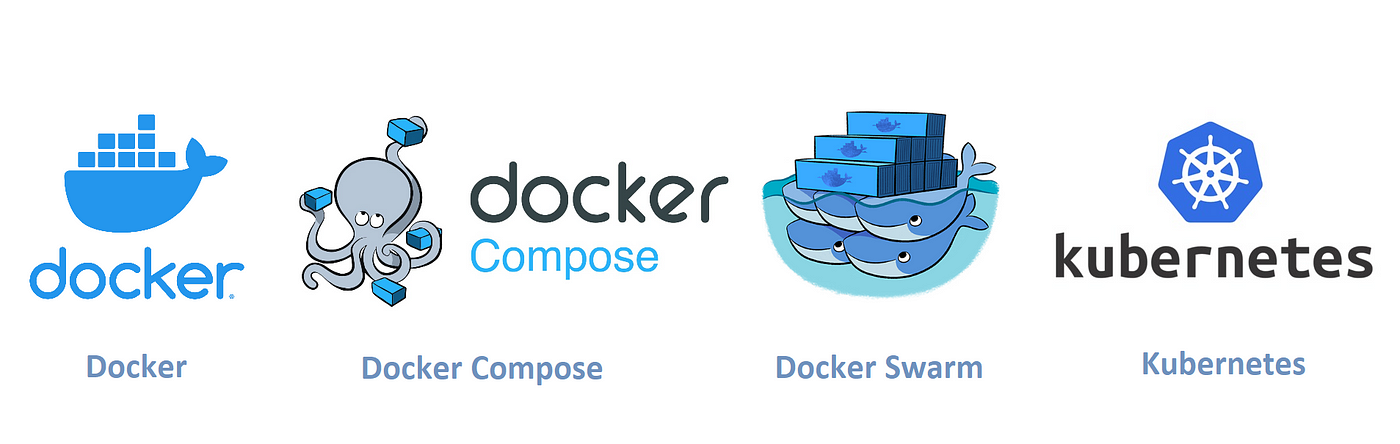 docker
docker
Compose
kubernetes
Docker
Docker Compose
Docker Swarm
Kubernetes